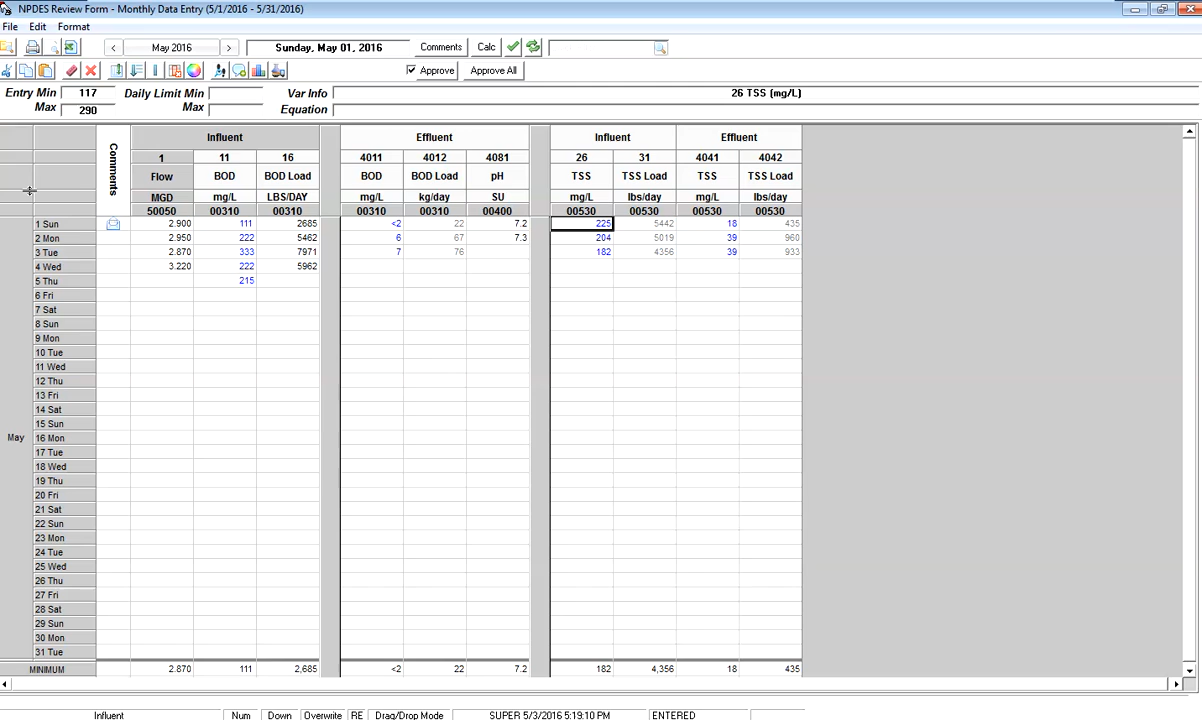 NPDES Review Form - Monthly Data Entry (5/1/2016 - 5/31/2016)
File Edit Format
< May 2016 > Sunday, May 01, 2016 Comments Calc
Approve Approve All
Entry Min 117 Daily Limit Min Var Info 26 TSS (mg/L)
Max 290 Max Equation
Comments Influent Effluent Influent Effluent
1 11 16 4011 4012 4081 26 31 4041 4042
Flow BOD BOD Load BOD BOD Load pH TSS TSS Load TSS TSS Load
MGD mg/L LBS/DAY mg/L kg/day SU mg/L lbs/day mg/L lbs/day
50050 00310 00310 00310 00310 00400 00530 00530 00530 00530
1 Sun 2.900 111 2685 <2 22 7.2 225 5442 18 435
2 Mon 2.950 222 5462 6 67 7.3 204 5019 39 960
3 Tue 2.870 333 7971 7 76 182 4356 39 933
4 Wed 3.220 222 5962
5 Thu 215
6 Fri
7 Sat
8 Sun
9 Mon
10 Tue
11 Wed
12 Thu
13 Fri
14 Sat
15 Sun
May 16 Mon
17 Tue
18 Wed
19 Thu
20 Fri
21 Sat
22 Sun
23 Mon
24 Tue
25 Wed
26 Thu
27 Fri
28 Sat
29 Sun
30 Mon
31 Tue
MINIMUM 2.870 111 2,685 <2 22 7.2 182 4,356 18 435
Influent Num Down Overwrite RE Drag/Drop Mode SUPER 5/3/2016 5:19:10 PM ENTERED